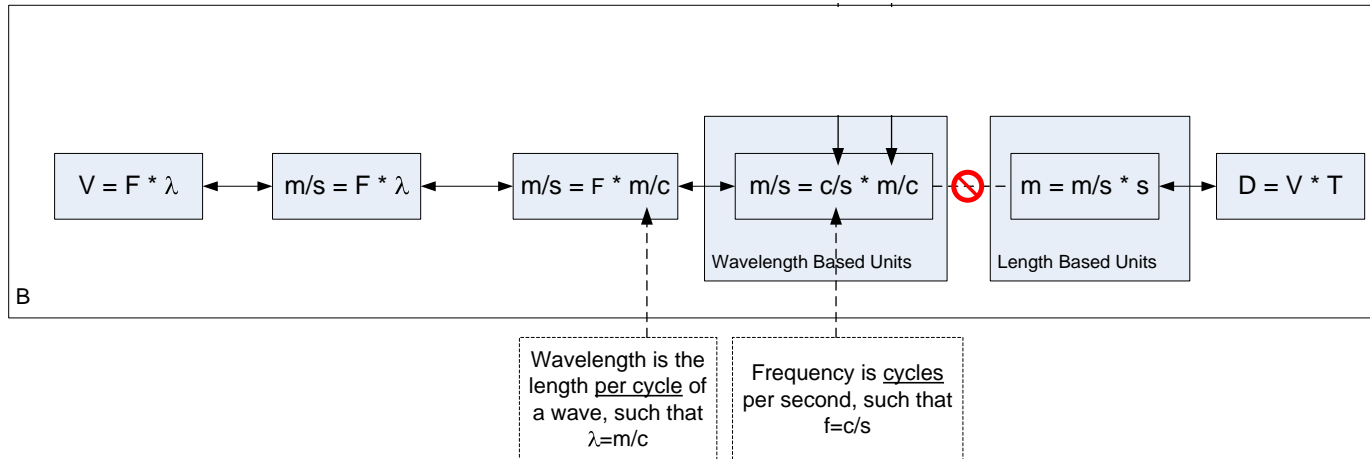 V = F * λ
m/s = F * λ
m/s = F * m/c
m/s = c/s * m/c
Wavelength Based Units
m = m/s * s
Length Based Units
D = V * T
B
Wavelength is the
length per cycle of
a wave, such that
λ=m/c
Frequency is cycles
per second, such that
f=c/s